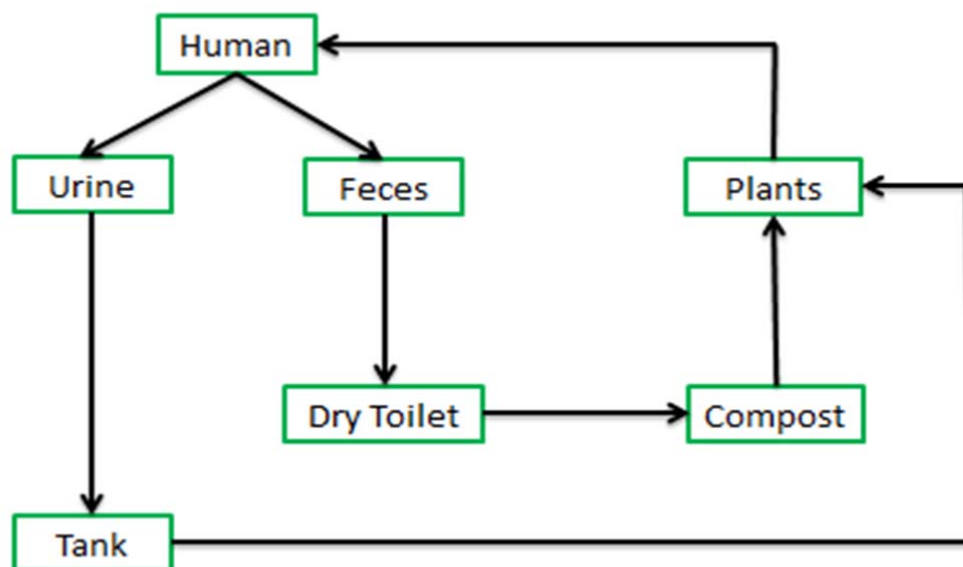 Human
Urine
Feces
Plants
Dry Toilet
Compost
Tank